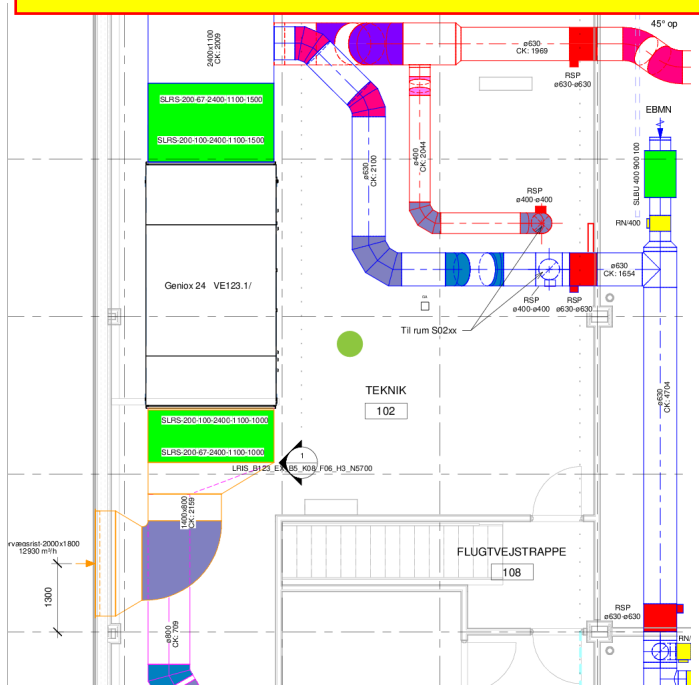 45° op
2400x1100
CK: 2009
ø630
CK: 1969
RSP
ø630-ø630
SLRS-200-67-2400-1100-1500
SLRS-200-100-2400-1100-1500
EBMN
SLBU 400 900 100
ø630
CK: 2100
ø400
CK: 2044
RSP
ø400-ø400
RN/400
Geniox 24 VE123.1/
ø630
CK: 1654
RSP
ø400-ø400
RSP
ø630-ø630
Til rum S02xx
TEKNIK
102
ø630
CK: 4704
SLRS-200-100-2400-1100-1000
SLRS-200-67-2400-1100-1000
1
LRIS_B123_EX_B5_K08_F06_H3_N5700
1400x800
CK: 2159
2000x1800
12930 m³/h
FLUGTVEJSTRAPPE
108
1300
ø800
CK: 709
RSP
ø630-ø630
RN/